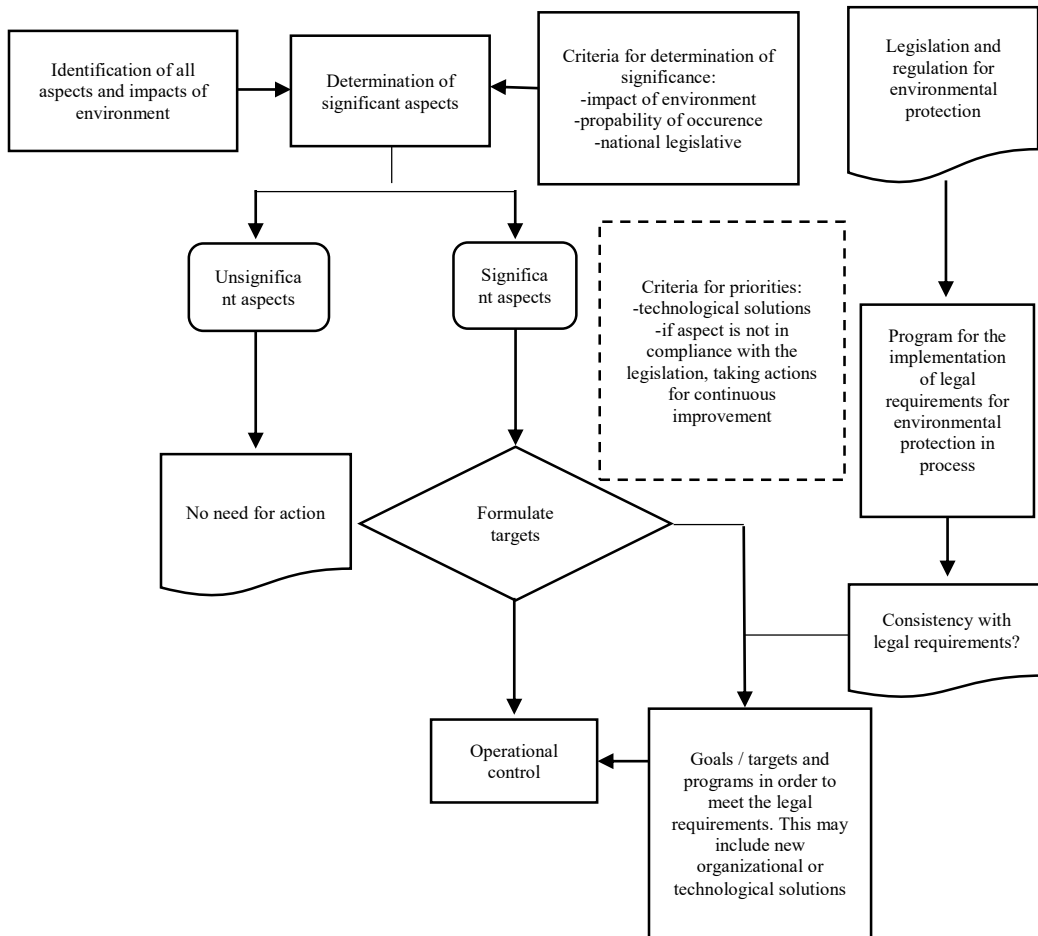 Identification of all
aspects and impacts of
environment
Determination of
significant aspects
Criteria for determination of
significance:
-impact of environment
-propability of occurence
-national legislative
Legislation and
regulation for
environmental
protection
Unsignifica
nt aspects
Significa
nt aspects
Criteria for priorities:
-technological solutions
-if aspect is not in
compliance with the
legislation, taking actions
for continuous
improvement
Program for the
implementation
of legal
requirements for
environmental
protection in
process
No need for action
Formulate
targets
Consistency with
legal requirements?
Operational
control
Goals / targets and
programs in order to
meet the legal
requirements. This may
include new
organizational or
technological solutions